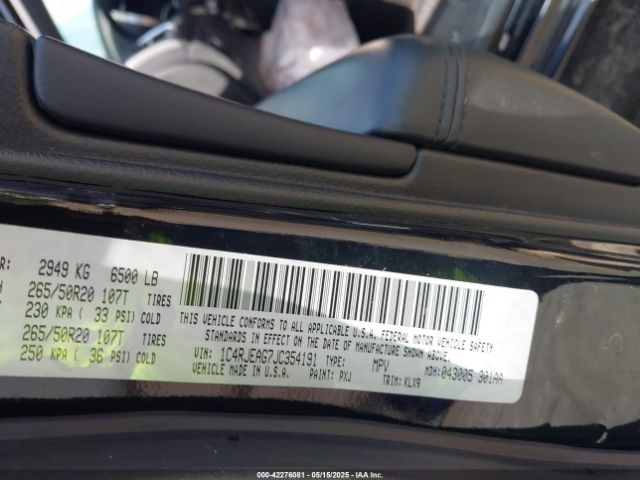 R: 2949 KG 6500 LB
265/50R20 107T TIRES
230 KPA ( 33 PSI) COLD
265/50R20 107T TIRES
250 KPA ( 36 PSI) COLD
THIS VEHICLE CONFORMS TO ALL APPLICABLE U.S.A. FEDERAL MOTOR VEHICLE SAFETY
STANDARDS IN EFFECT ON THE DATE OF MANUFACTURE SHOWN ABOVE.
VIN: 1C4RJEAG7JC354191 TYPE: MPV MDH: 043005 301AA
VEHICLE MADE IN U.S.A. PAINT: PXJ TRIM: KLX9
000-42276081 - 05/15/2025 - IAA Inc.